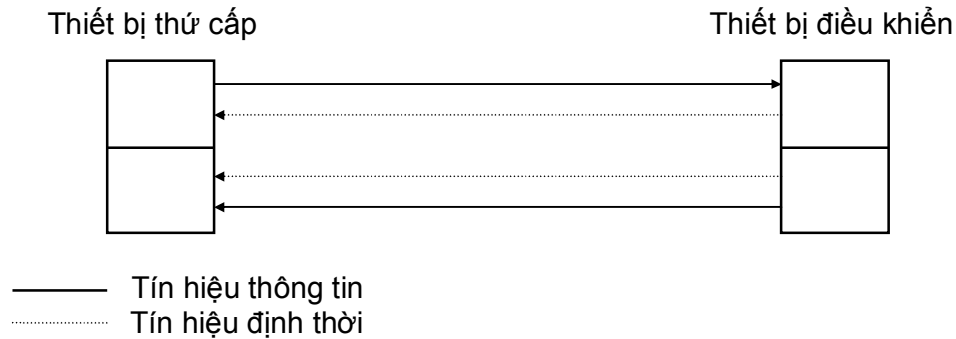 Thiết bị thứ cấp
Thiết bị điều khiển
Tín hiệu thông tin
Tín hiệu định thời